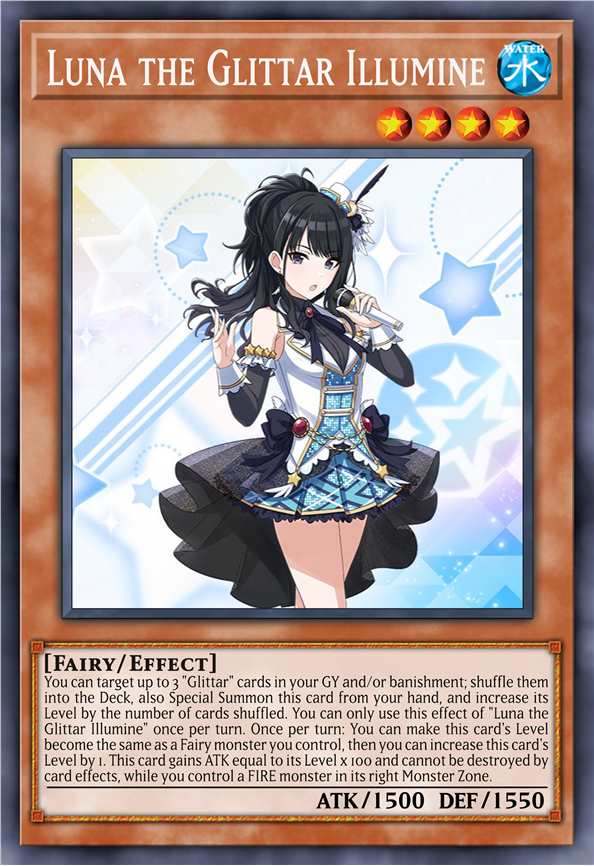 Luna the Glittar Illumine
WATER
水
[Fairy/Effect]
You can target up to 3 "Glittar" cards in your GY and/or banishment; shuffle them
into the Deck, also Special Summon this card from your hand, and increase its
Level by the number of cards shuffled. You can only use this effect of "Luna the
Glittar Illumine" once per turn. Once per turn: You can make this card's Level
become the same as a Fairy monster you control, then you can increase this card's
Level by 1. This card gains ATK equal to its Level x 100 and cannot be destroyed by
card effects, while you control a FIRE monster in its right Monster Zone.
ATK/1500 DEF/1550